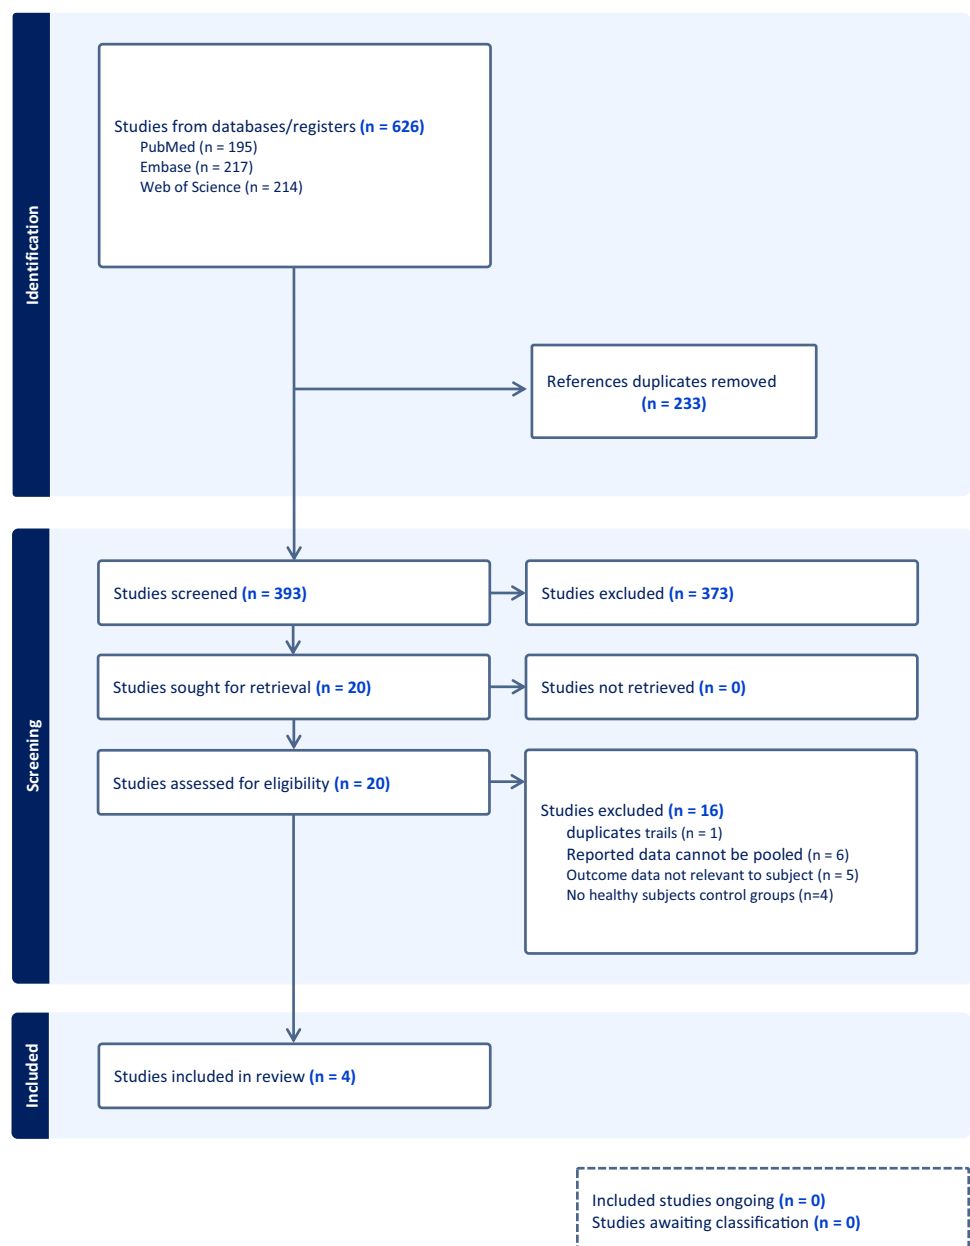 Identification
Studies from databases/registers (n = 626)
PubMed (n = 195)
Embase (n = 217)
Web of Science (n = 214)
References duplicates removed
(n = 233)
Screening
Studies screened (n = 393)
Studies excluded (n = 373)
Studies sought for retrieval (n = 20)
Studies not retrieved (n = 0)
Studies assessed for eligibility (n = 20)
Studies excluded (n = 16)
duplicates trails (n = 1)
Reported data cannot be pooled (n = 6)
Outcome data not relevant to subject (n = 5)
No healthy subjects control groups (n=4)
Included
Studies included in review (n = 4)
Included studies ongoing (n = 0)
Studies awaiting classification (n = 0)